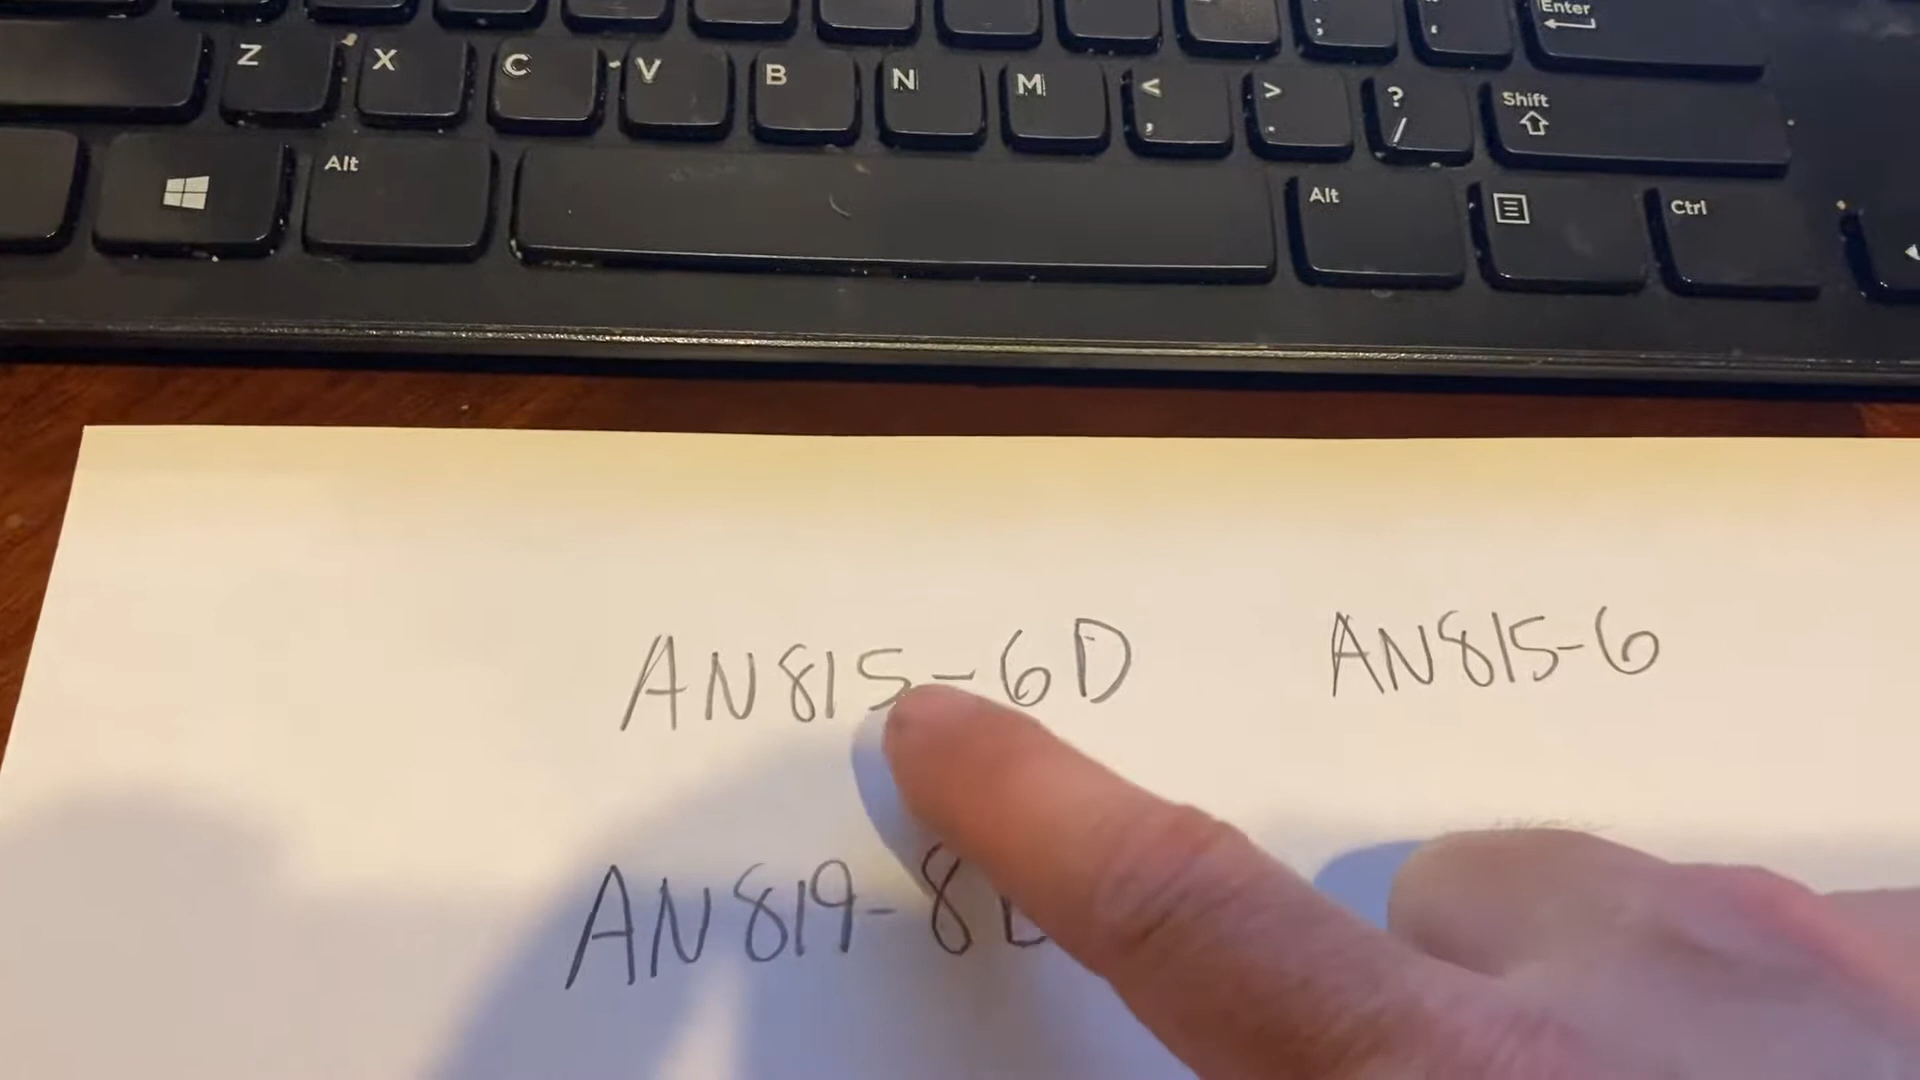 Enter
Z X C V B N M < , > . ? / Shift
Alt Alt Ctrl
; ,
AN815-6D AN815-6
AN819-8